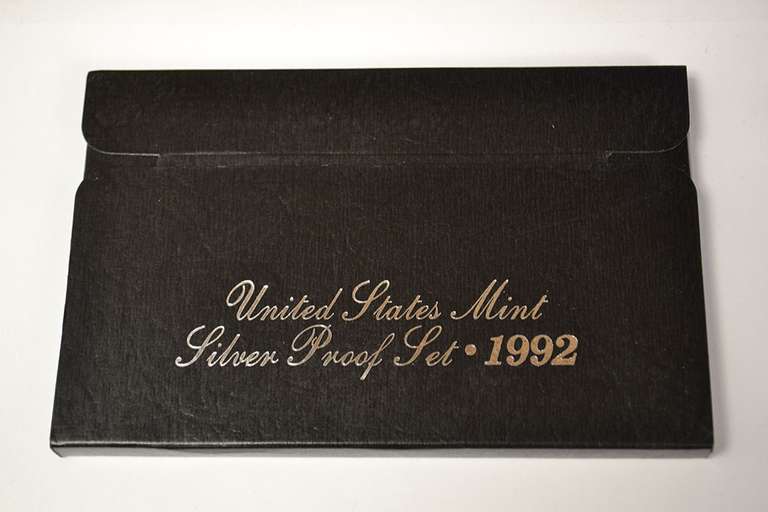 United States Mint
Silver Proof Set • 1992